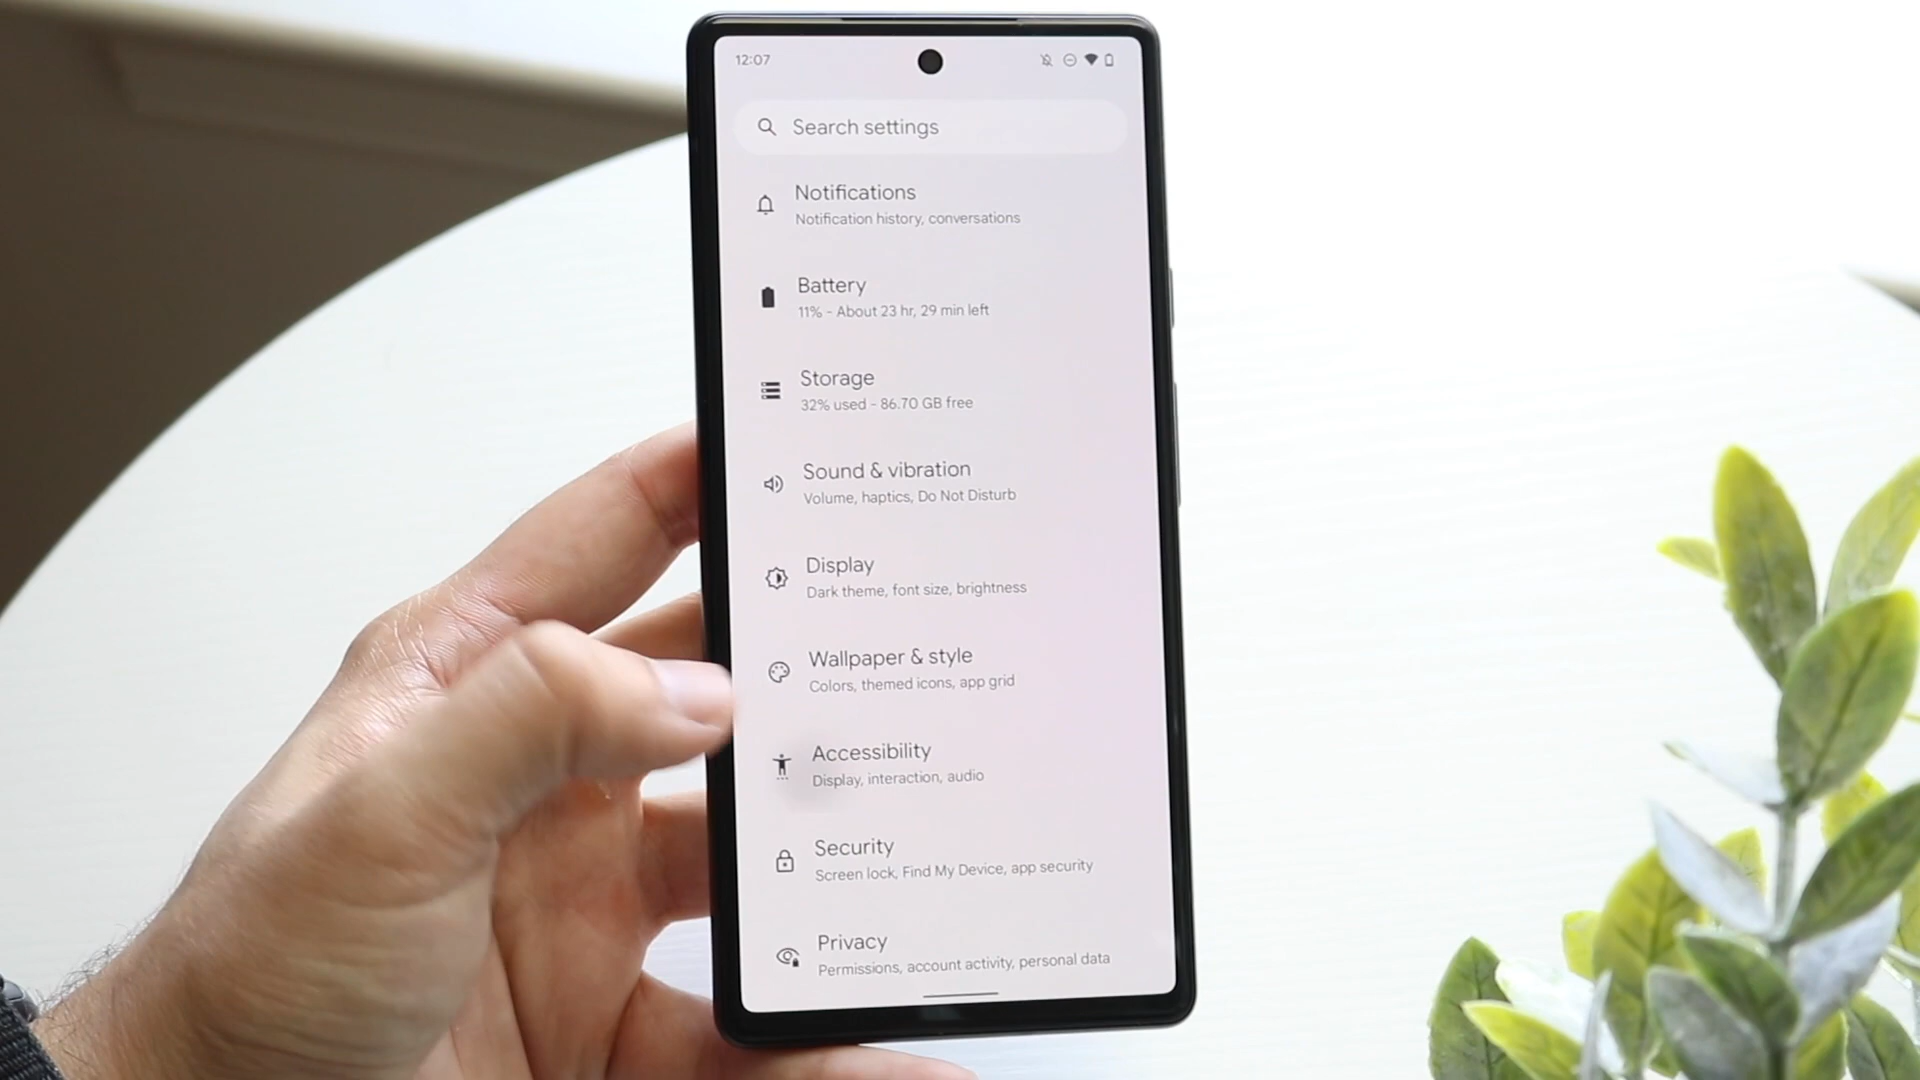 12:07
Search settings
Notifications
Notification history, conversations
Battery
11% - About 23 hr, 29 min left
Storage
32% used - 86.70 GB free
Sound & vibration
Volume, haptics, Do Not Disturb
Display
Dark theme, font size, brightness
Wallpaper & style
Colors, themed icons, app grid
Accessibility
Display, interaction, audio
Security
Screen lock, Find My Device, app security
Privacy
Permissions, account activity, personal data